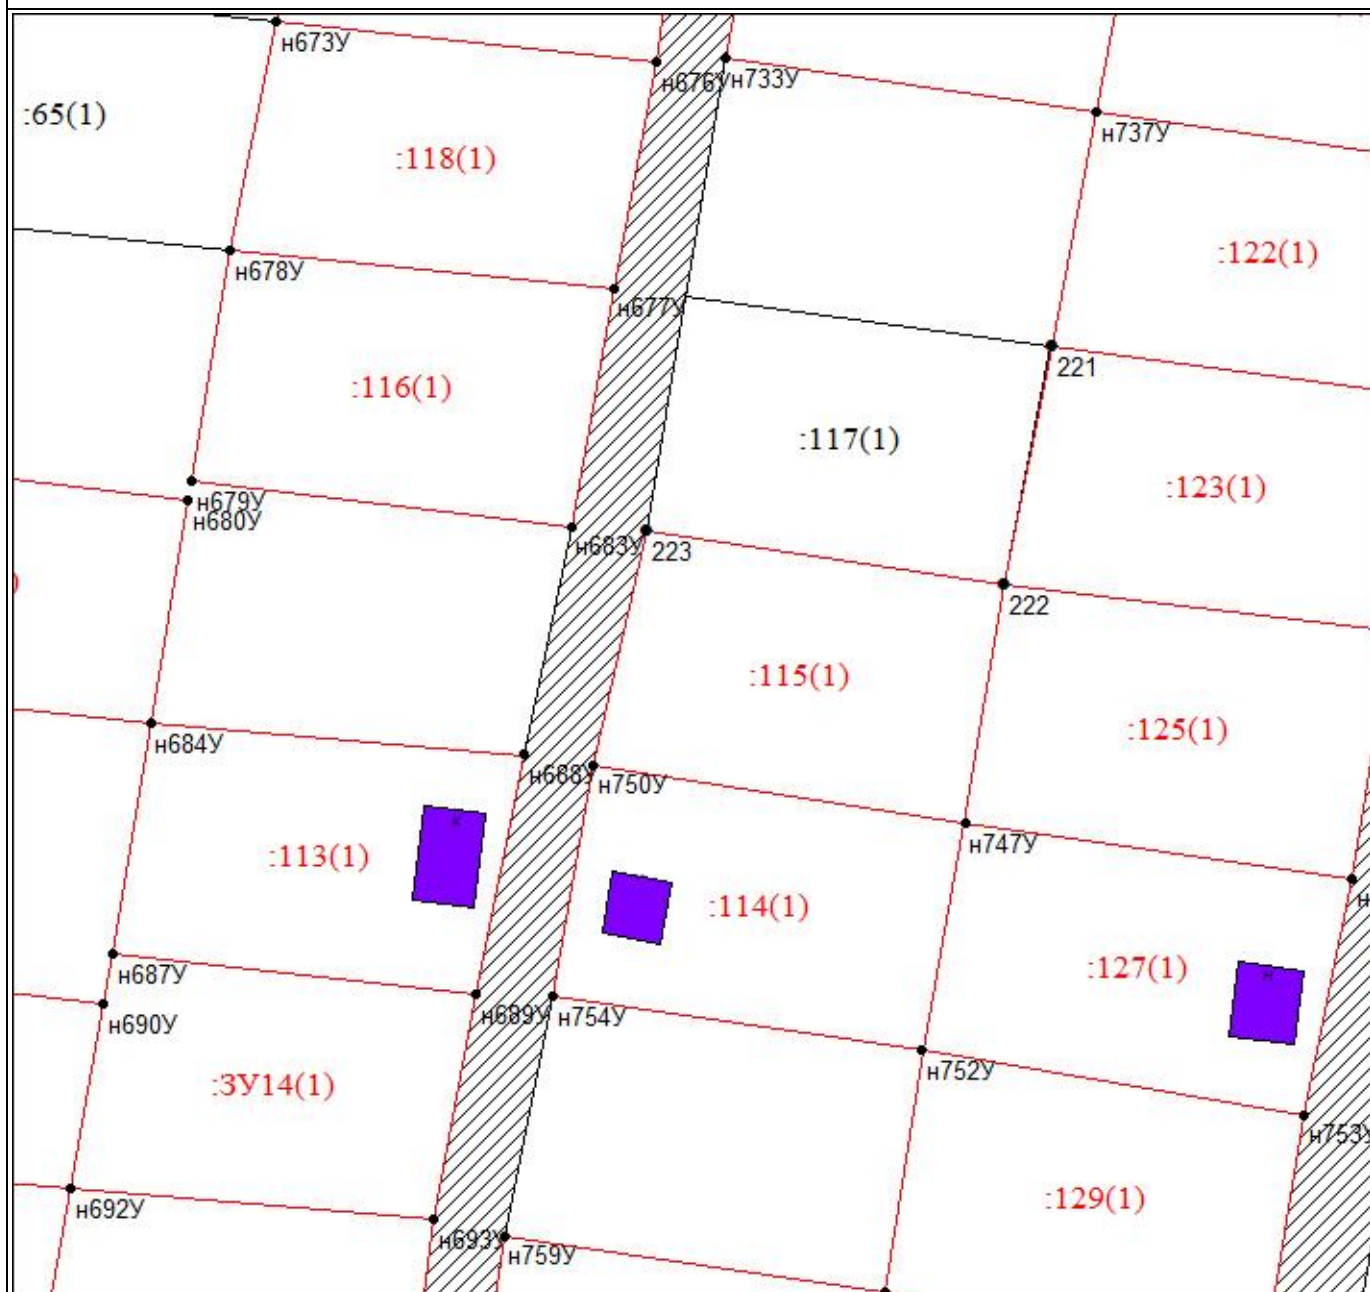 н673У
н676У
н733У
:65(1)
н737У
:118(1)
:122(1)
н678У
н677У
221
:116(1)
:117(1)
:123(1)
н679У
н680У
н683У
223
222
:115(1)
:125(1)
н684У
н688У
н750У
к
н747У
:113(1)
н
:114(1)
:127(1)
н
н687У
н689У
н754У
н690У
н752У
:ЗУ14(1)
н753У
:129(1)
н692У
н693У
н759У